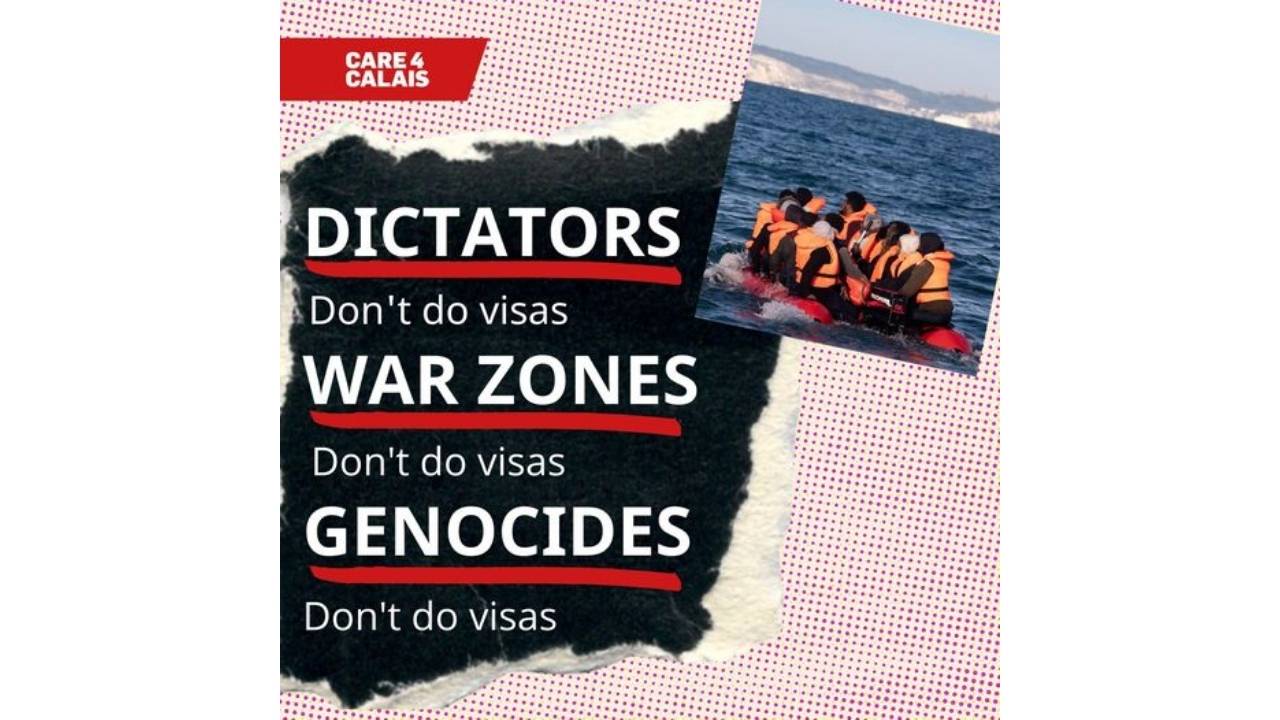 CARE 4
CALAIS
DICTATORS
Don't do visas
WAR ZONES
Don't do visas
GENOCIDES
Don't do visas